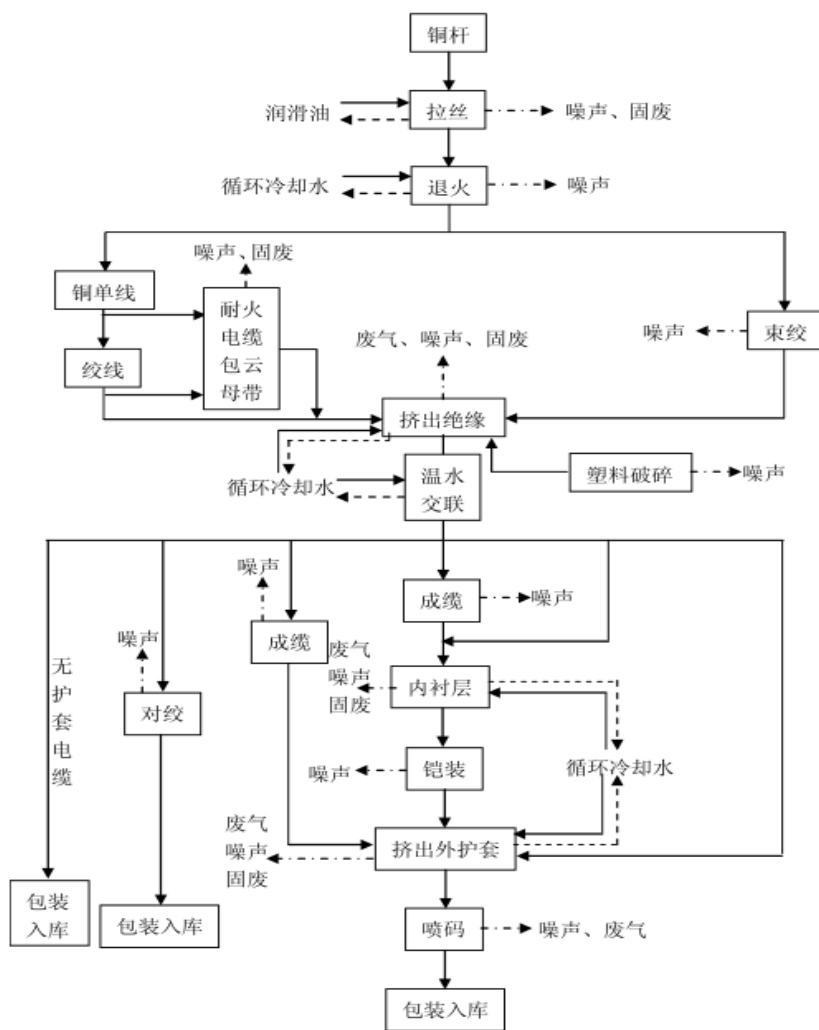 铜杆
润滑油
拉丝
噪声、固废
循环冷却水
退火
噪声
噪声、固废
铜单线
耐火
电缆
包云
母带
绞线
废气、噪声、固废
噪声
束绞
挤出绝缘
循环冷却水
温水
交联
塑料破碎
噪声
噪声
成缆
噪声
噪声
成缆
废气
噪声
固废
内衬层
无护套电缆
对绞
噪声
铠装
循环冷却水
废气
噪声
固废
挤出外护套
包装
入库
包装入库
喷码
噪声、废气
包装入库